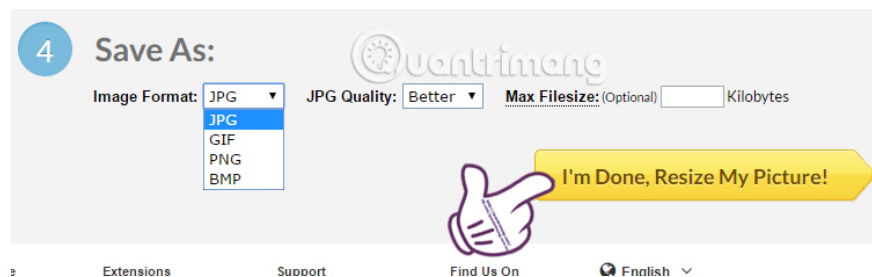 4 Save As:
Quantrimang
Image Format: JPG JPG Quality: Better Max Filesize: (Optional) Kilobytes
JPG
GIF
PNG
BMP
I'm Done, Resize My Picture!
e Extensions Support Find Us On English